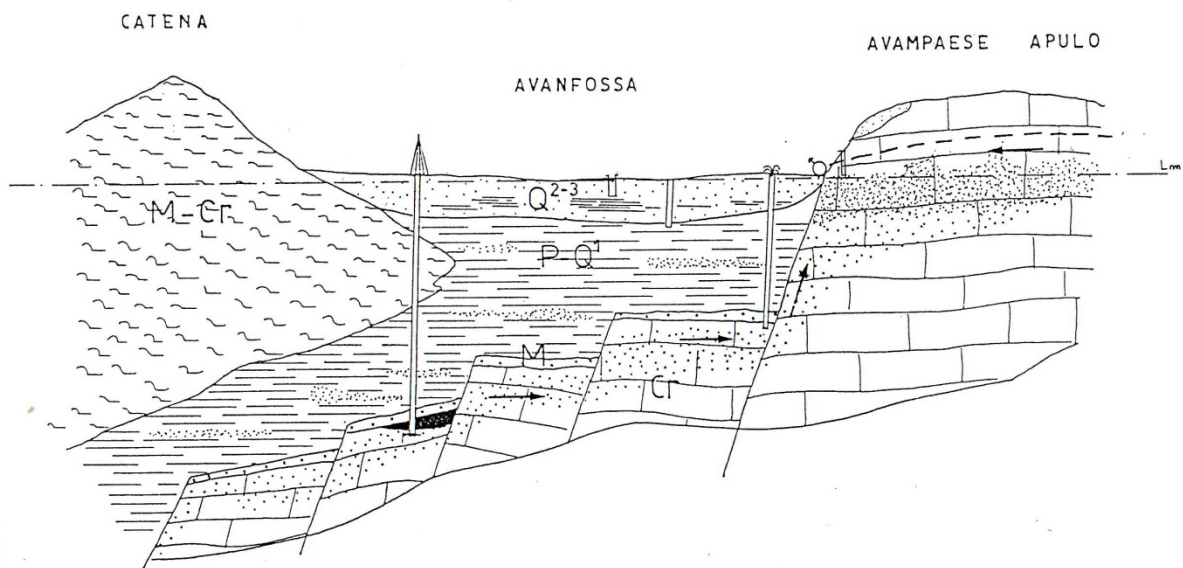 CATENA
AVAMPAESE APULO
AVANFOSSA
Lm
Q²⁻³
M-Cr
P-Q¹
M
Cr